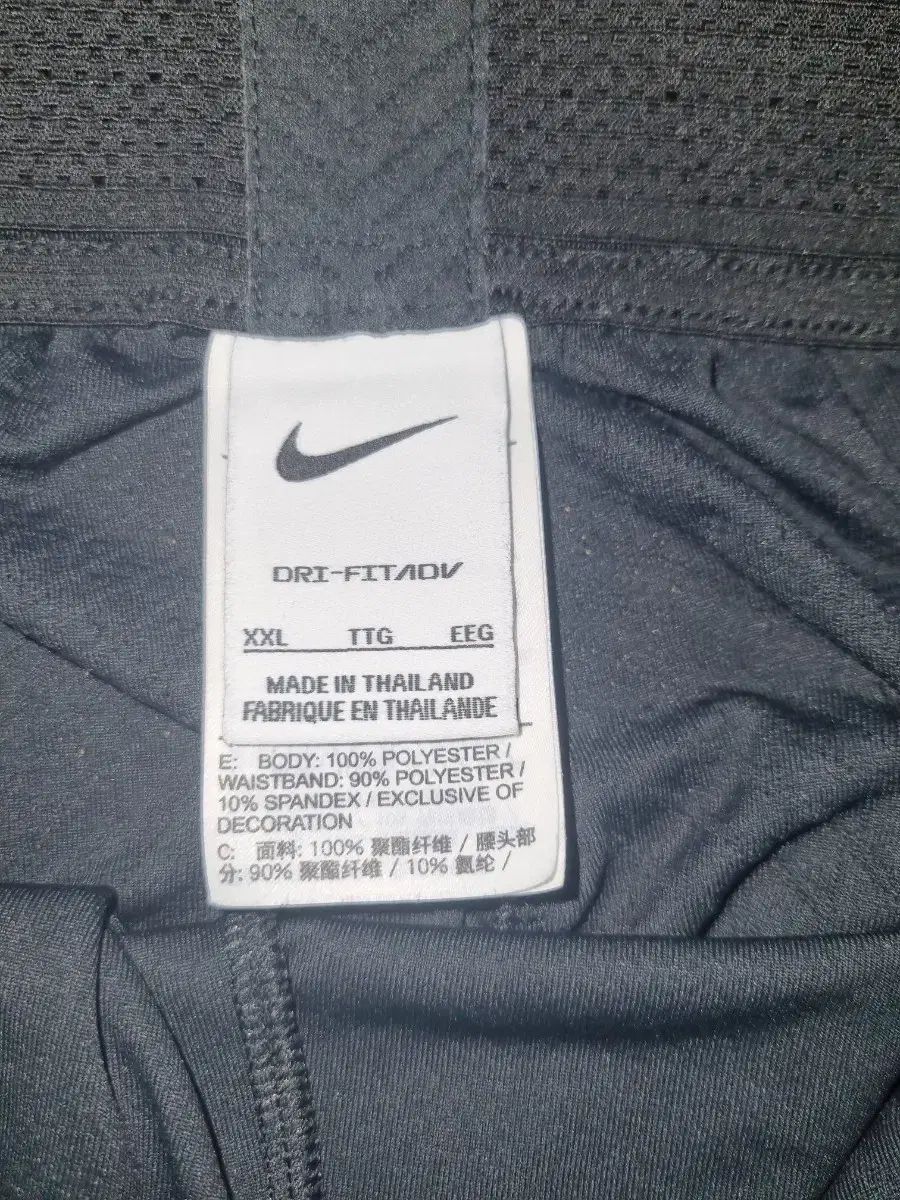 DRI-FITADV
XXL TTG EEG
MADE IN THAILAND
FABRIQUE EN THAILANDE
E: BODY: 100% POLYESTER /
WAISTBAND: 90% POLYESTER /
10% SPANDEX / EXCLUSIVE OF
DECORATION
C: 面料: 100% 聚酯纤维 / 腰头部
分: 90% 聚酯纤维 / 10% 氨纶 /